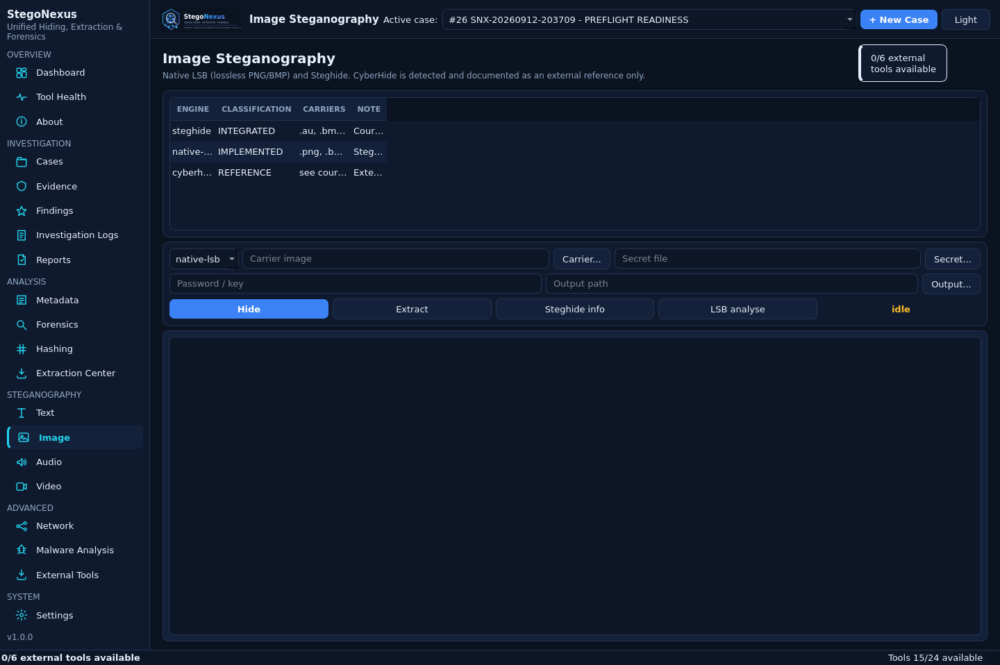 StegoNexus
Unified Hiding, Extraction &
Forensics
OVERVIEW
Dashboard
Tool Health
About
INVESTIGATION
Cases
Evidence
Findings
Investigation Logs
Reports
ANALYSIS
Metadata
Forensics
Hashing
Extraction Center
STEGANOGRAPHY
Text
Image
Audio
Video
ADVANCED
Network
Malware Analysis
External Tools
SYSTEM
Settings
v1.0.0
StegoNexus
Image Steganography Active case: #26 SNX-20260912-203709 - PREFLIGHT READINESS + New Case Light
Image Steganography
Native LSB (lossless PNG/BMP) and Steghide. CyberHide is detected and documented as an external reference only.
0/6 external
tools available
ENGINE CLASSIFICATION CARRIERS NOTE
steghide INTEGRATED .au, .bm... Cour...
native-... IMPLEMENTED .png, .b... Steg...
cyberh... REFERENCE see cour... Exte...
native-lsb Carrier image Carrier... Secret file Secret...
Password / key Output path Output...
Hide Extract Steghide info LSB analyse idle
0/6 external tools available Tools 15/24 available